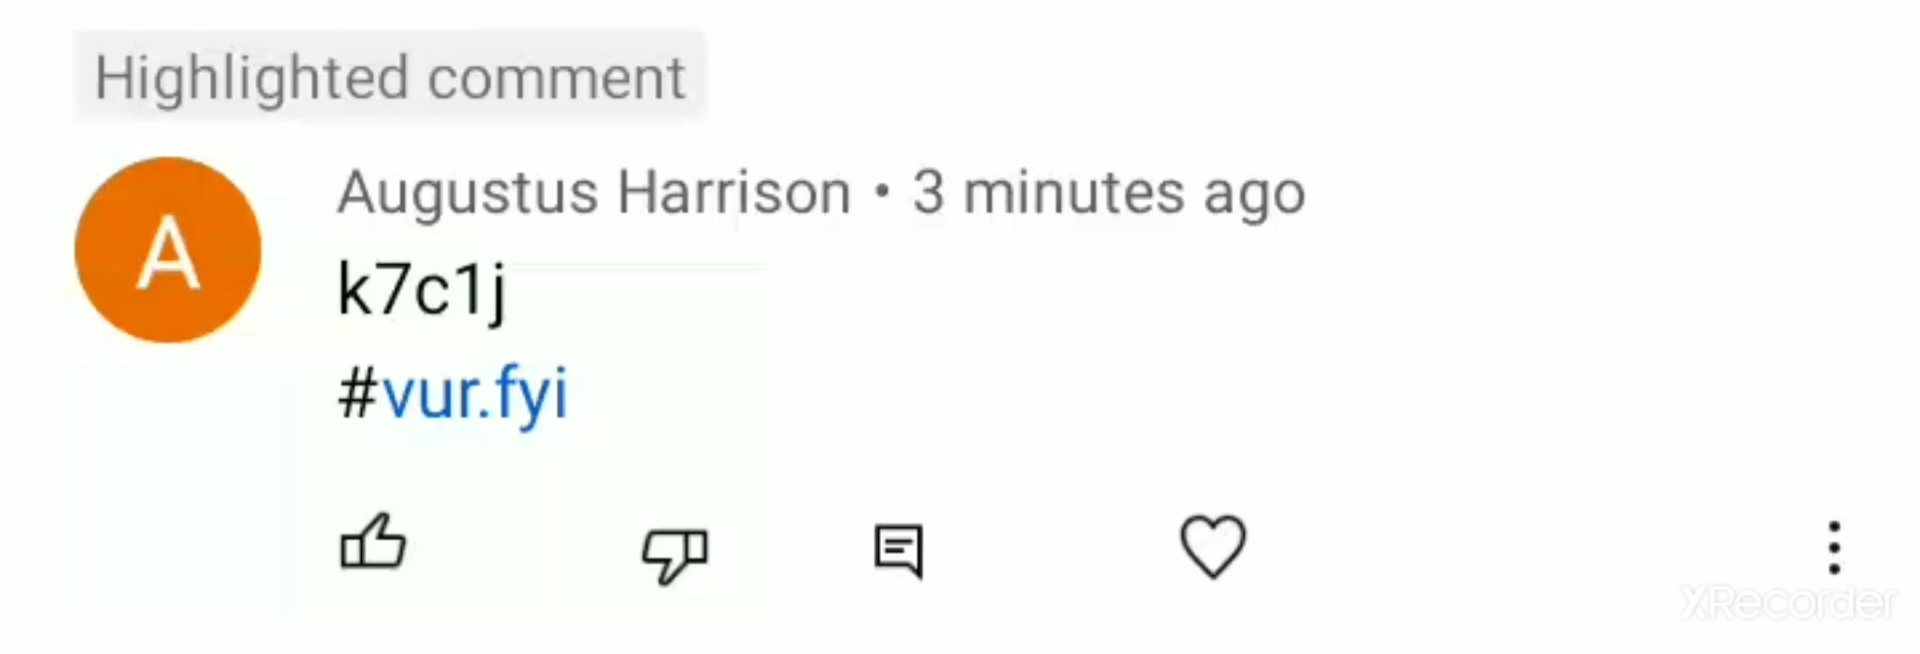 Highlighted comment
A
Augustus Harrison • 3 minutes ago
k7c1j
#vur.fyi
XRecorder